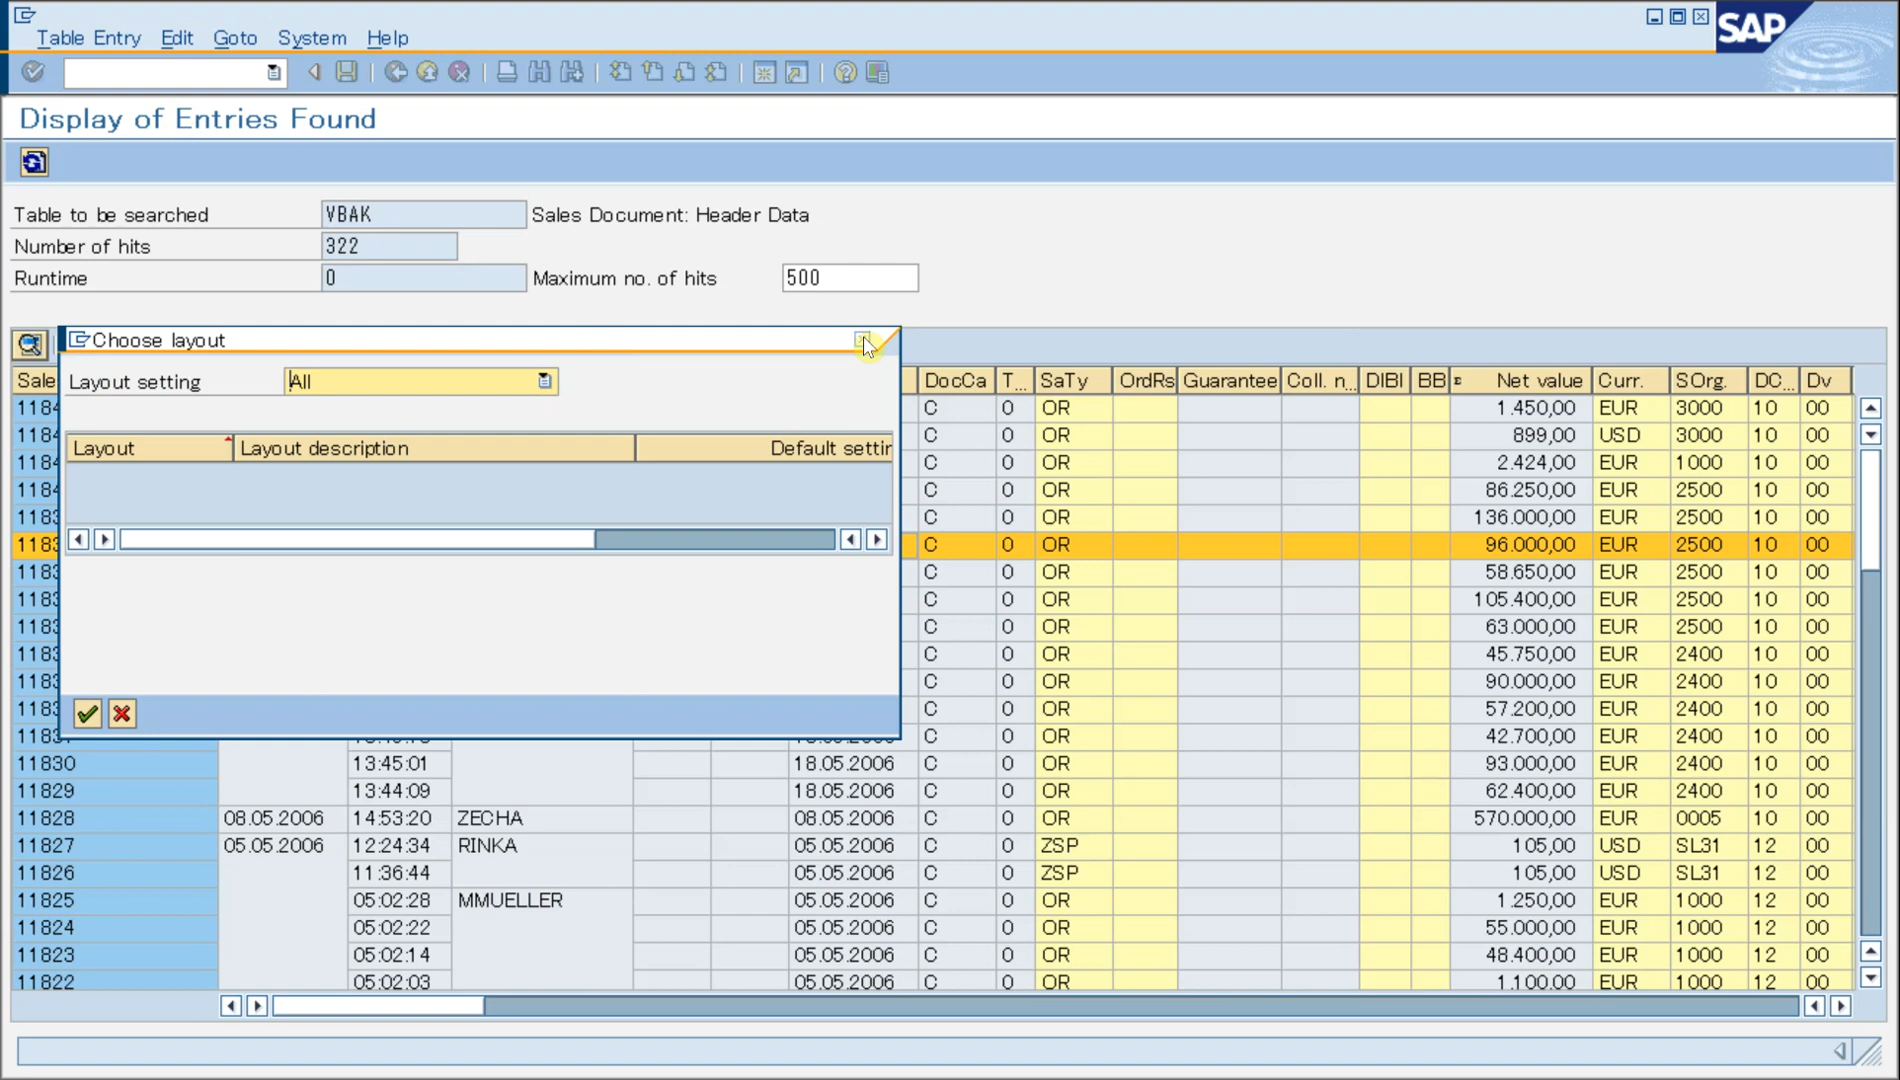 Table Entry Edit Goto System Help
SAP
Display of Entries Found
Table to be searched VBAK Sales Document: Header Data
Number of hits 322
Runtime 0 Maximum no. of hits 500
Choose layout
Layout setting All
Layout Layout description Default settin
Sale DocCa T... SaTy OrdRs Guarantee Coll. n... DlBl BB Net value Curr. SOrg. DC... Dv
1184 C 0 OR 1.450,00 EUR 3000 10 00
1184 C 0 OR 899,00 USD 3000 10 00
1184 C 0 OR 2.424,00 EUR 1000 10 00
1184 C 0 OR 86.250,00 EUR 2500 10 00
1183 C 0 OR 136.000,00 EUR 2500 10 00
1183 C 0 OR 96.000,00 EUR 2500 10 00
1183 C 0 OR 58.650,00 EUR 2500 10 00
1183 C 0 OR 105.400,00 EUR 2500 10 00
1183 C 0 OR 63.000,00 EUR 2500 10 00
1183 C 0 OR 45.750,00 EUR 2400 10 00
1183 C 0 OR 90.000,00 EUR 2400 10 00
1183 C 0 OR 57.200,00 EUR 2400 10 00
1183 C 0 OR 42.700,00 EUR 2400 10 00
11830 13:45:01 18.05.2006 C 0 OR 93.000,00 EUR 2400 10 00
11829 13:44:09 18.05.2006 C 0 OR 62.400,00 EUR 2400 10 00
11828 08.05.2006 14:53:20 ZECHA 08.05.2006 C 0 OR 570.000,00 EUR 0005 10 00
11827 05.05.2006 12:24:34 RINKA 05.05.2006 C 0 ZSP 105,00 USD SL31 12 00
11826 11:36:44 05.05.2006 C 0 ZSP 105,00 USD SL31 12 00
11825 05:02:28 MMUELLER 05.05.2006 C 0 OR 1.250,00 EUR 1000 12 00
11824 05:02:22 05.05.2006 C 0 OR 55.000,00 EUR 1000 12 00
11823 05:02:14 05.05.2006 C 0 OR 48.400,00 EUR 1000 12 00
11822 05:02:03 05.05.2006 C 0 OR 1.100,00 EUR 1000 12 00